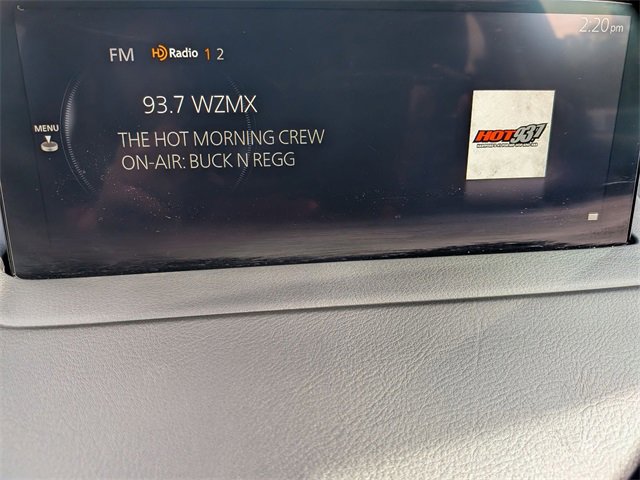 2:20pm
FM HD Radio 1 2
93.7 WZMX
MENU
THE HOT MORNING CREW
ON-AIR: BUCK N REGG
HOT 93.7